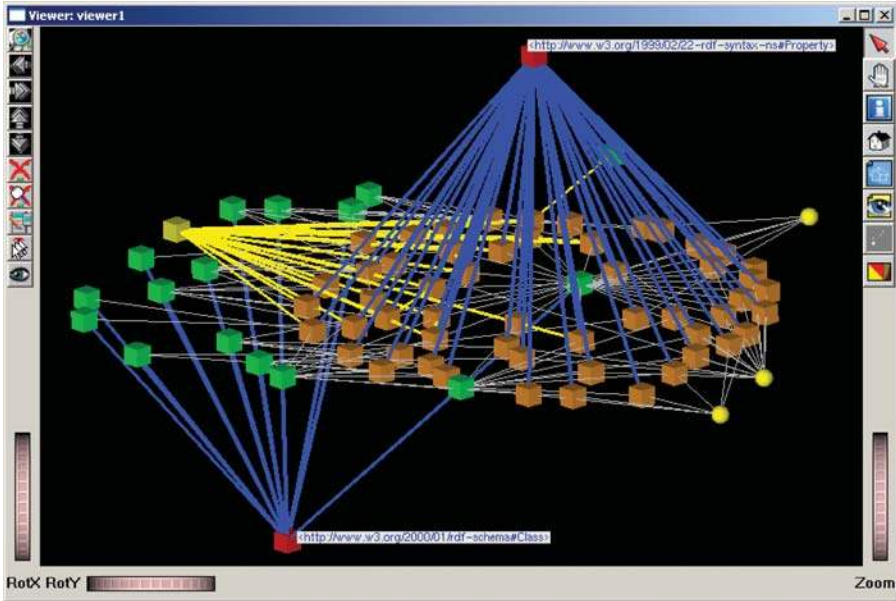 Viewer: viewer1
<http://www.w3.org/1999/02/22-rdf-syntax-ns#Property>
<http://www.w3.org/2000/01/rdf-schema#Class>
RotX RotY
Zoom